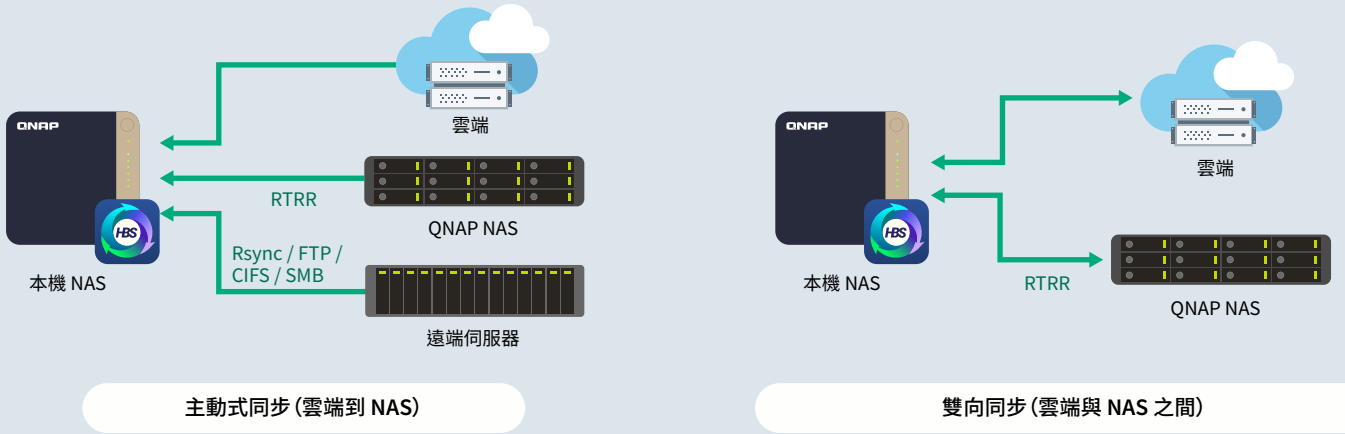 QNAP
HBS
本機 NAS
雲端
RTRR
QNAP NAS
Rsync / FTP /
CIFS / SMB
遠端伺服器
主動式同步(雲端到 NAS)
QNAP
HBS
本機 NAS
雲端
RTRR
QNAP NAS
雙向同步(雲端與 NAS 之間)